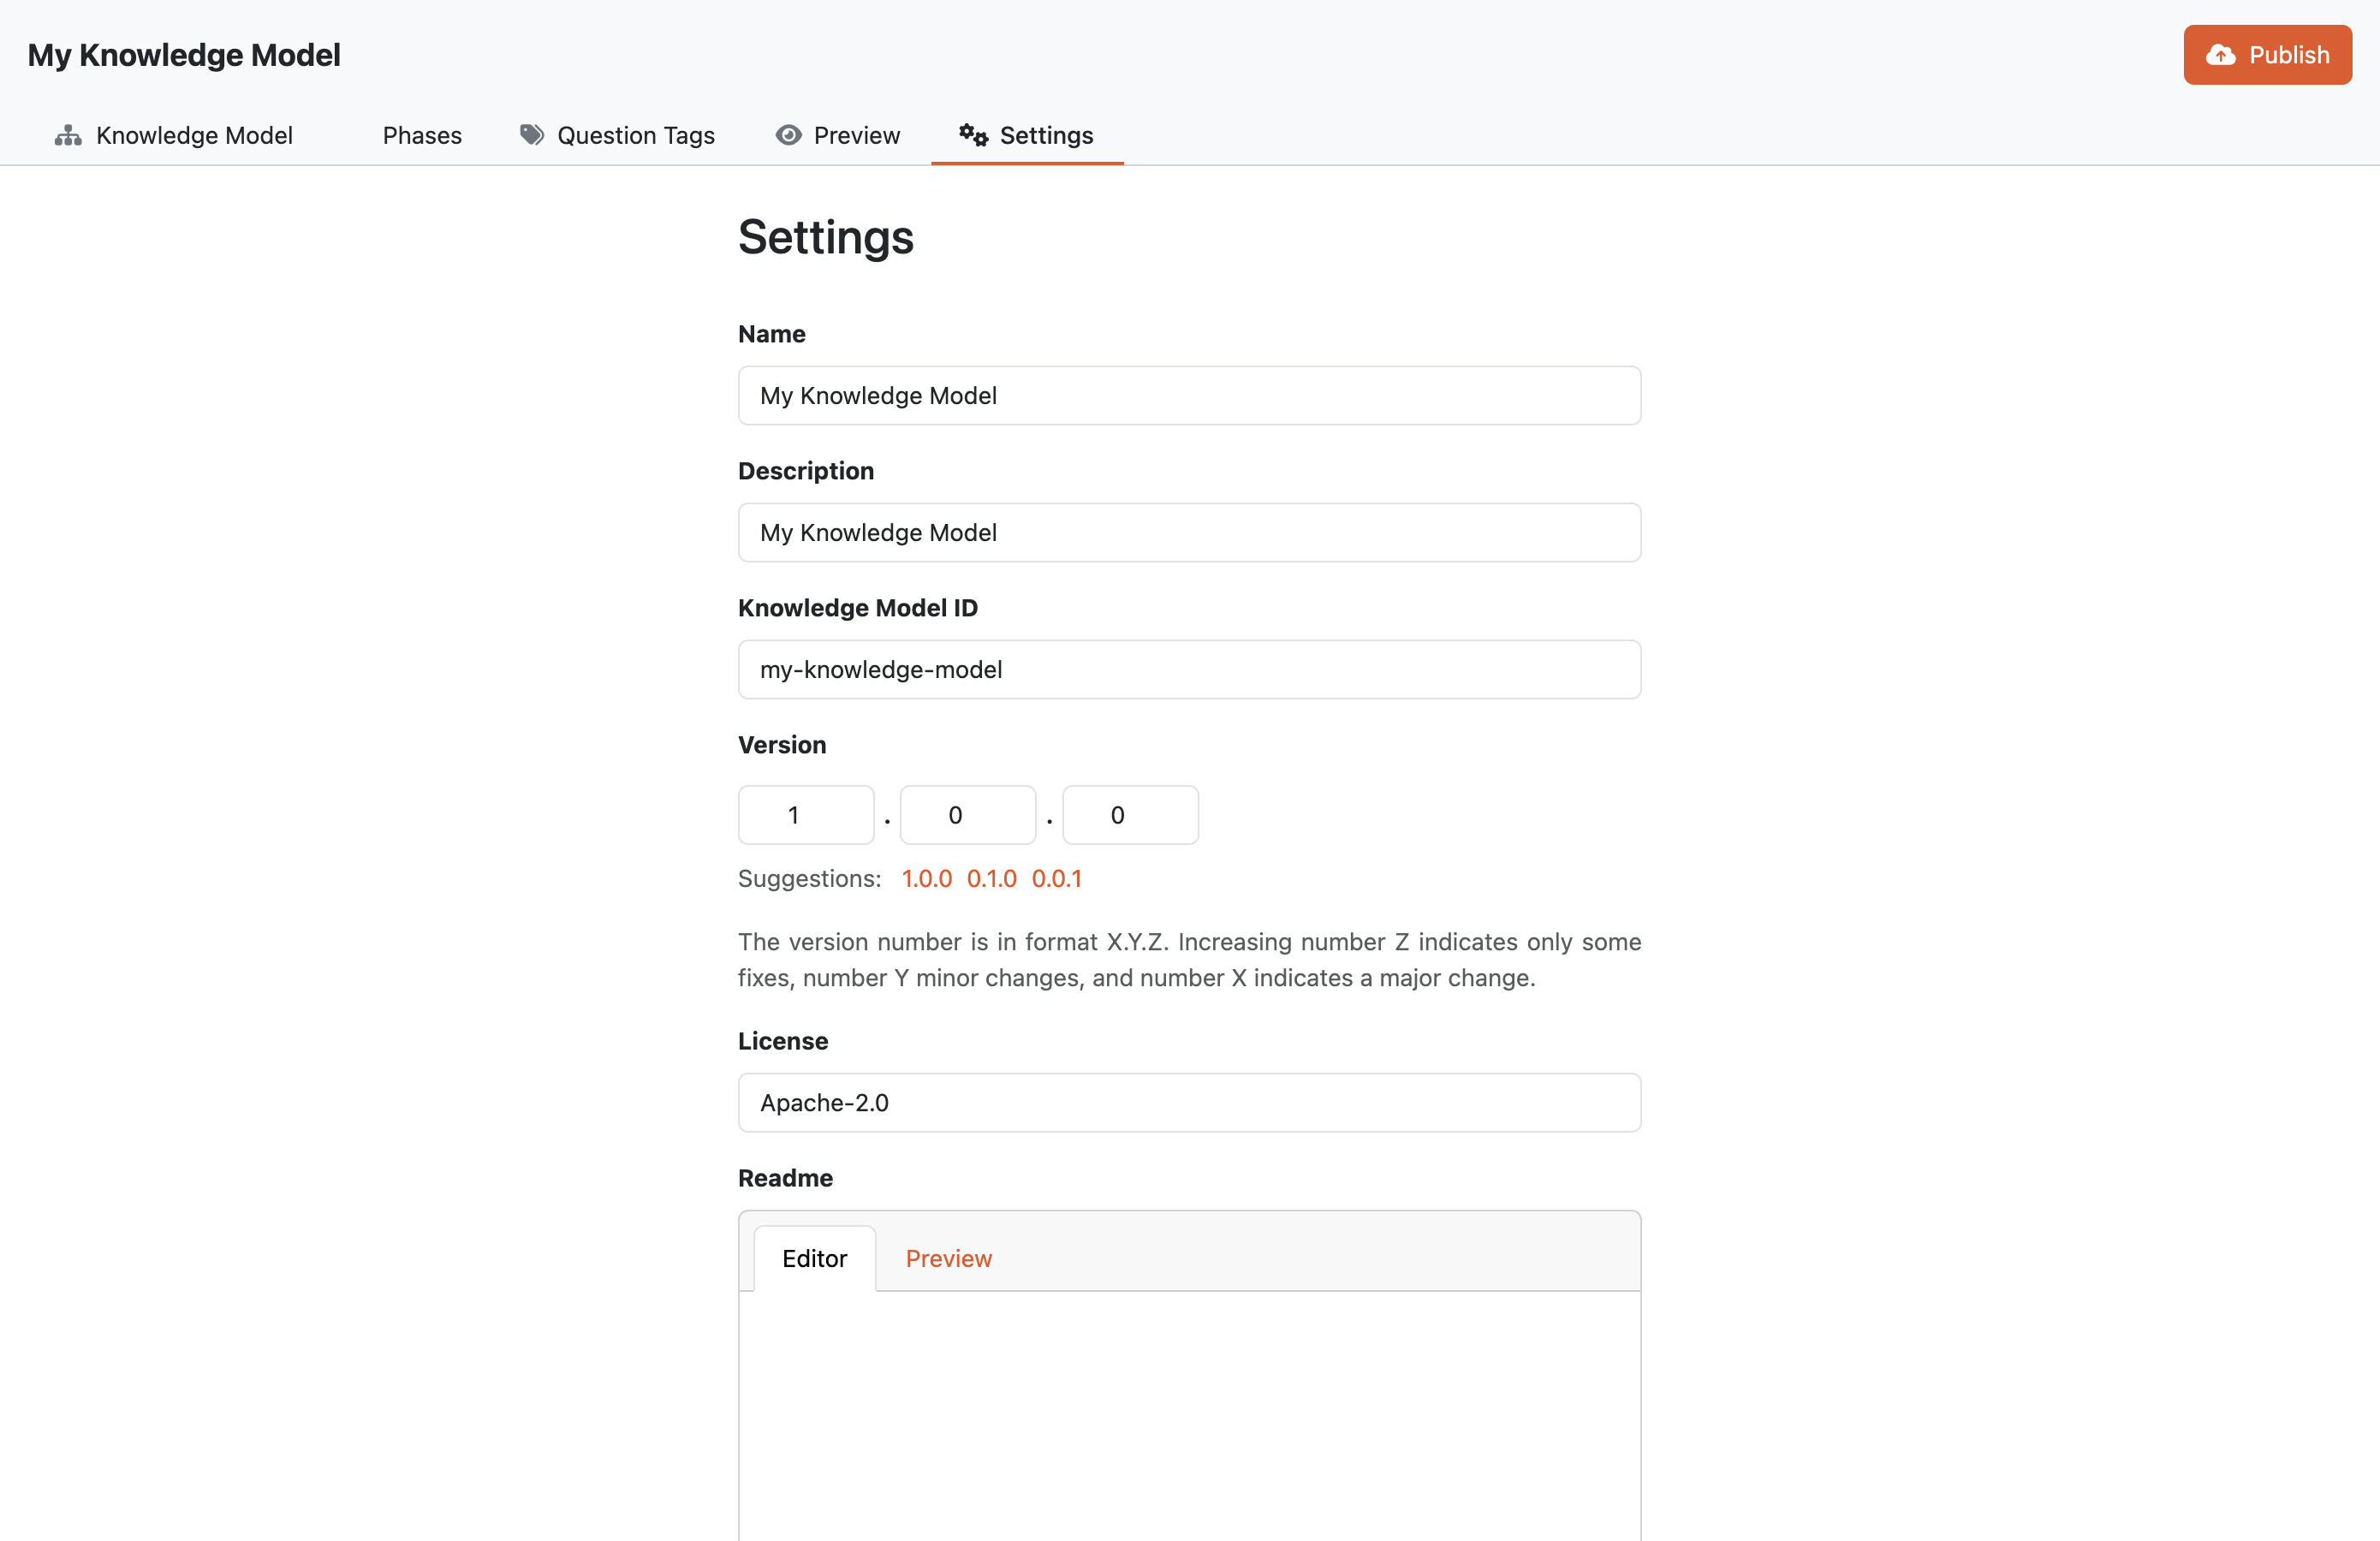 My Knowledge Model
Publish
Knowledge Model Phases Question Tags Preview Settings
Settings
Name
My Knowledge Model
Description
My Knowledge Model
Knowledge Model ID
my-knowledge-model
Version
1 . 0 . 0
Suggestions: 1.0.0 0.1.0 0.0.1
The version number is in format X.Y.Z. Increasing number Z indicates only some
fixes, number Y minor changes, and number X indicates a major change.
License
Apache-2.0
Readme
Editor Preview